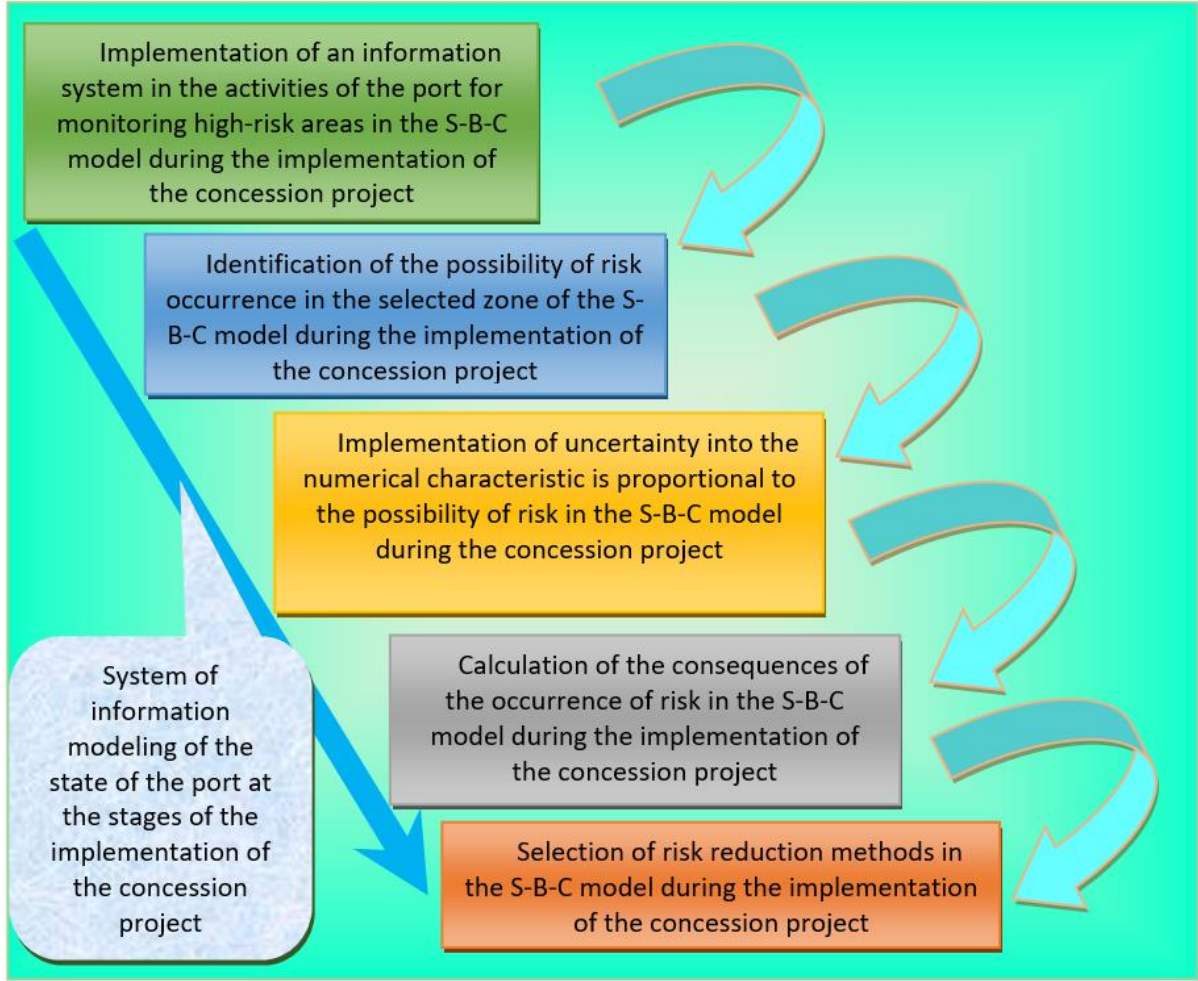 Implementation of an information
system in the activities of the port for
monitoring high-risk areas in the S-B-C
model during the implementation of
the concession project
Identification of the possibility of risk
occurrence in the selected zone of the S-
B-C model during the implementation of
the concession project
Implementation of uncertainty into the
numerical characteristic is proportional to
the possibility of risk in the S-B-C model
during the concession project
Calculation of the consequences of
the occurrence of risk in the S-B-C
model during the implementation of
the concession project
Selection of risk reduction methods in
the S-B-C model during the implementation
of the concession project
System of
information
modeling of the
state of the port at
the stages of the
implementation of
the concession
project